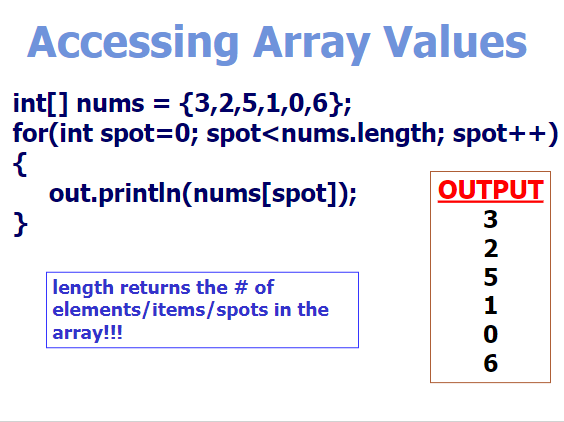 Accessing Array Values
int[] nums = {3,2,5,1,0,6};
for(int spot=0; spot<nums.length; spot++)
{
out.println(nums[spot]);
}
OUTPUT
3
2
5
1
0
6
length returns the # of
elements/items/spots in the
array!!!